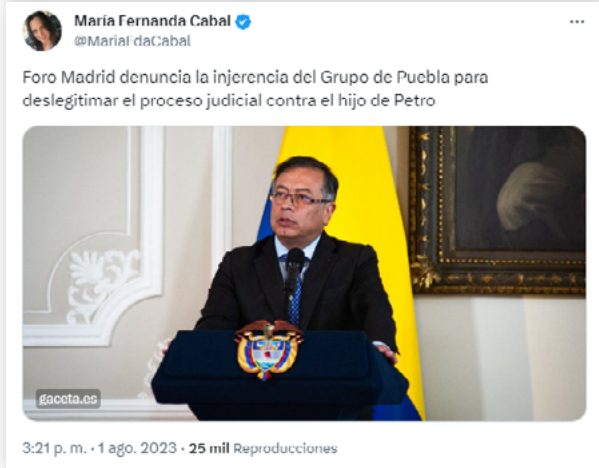 María Fernanda Cabal
@MariaFdaCabal
Foro Madrid denuncia la injerencia del Grupo de Puebla para
deslegitimar el proceso judicial contra el hijo de Petro
gaceta.es
3:21 p. m. · 1 ago. 2023 · 25 mil Reproducciones